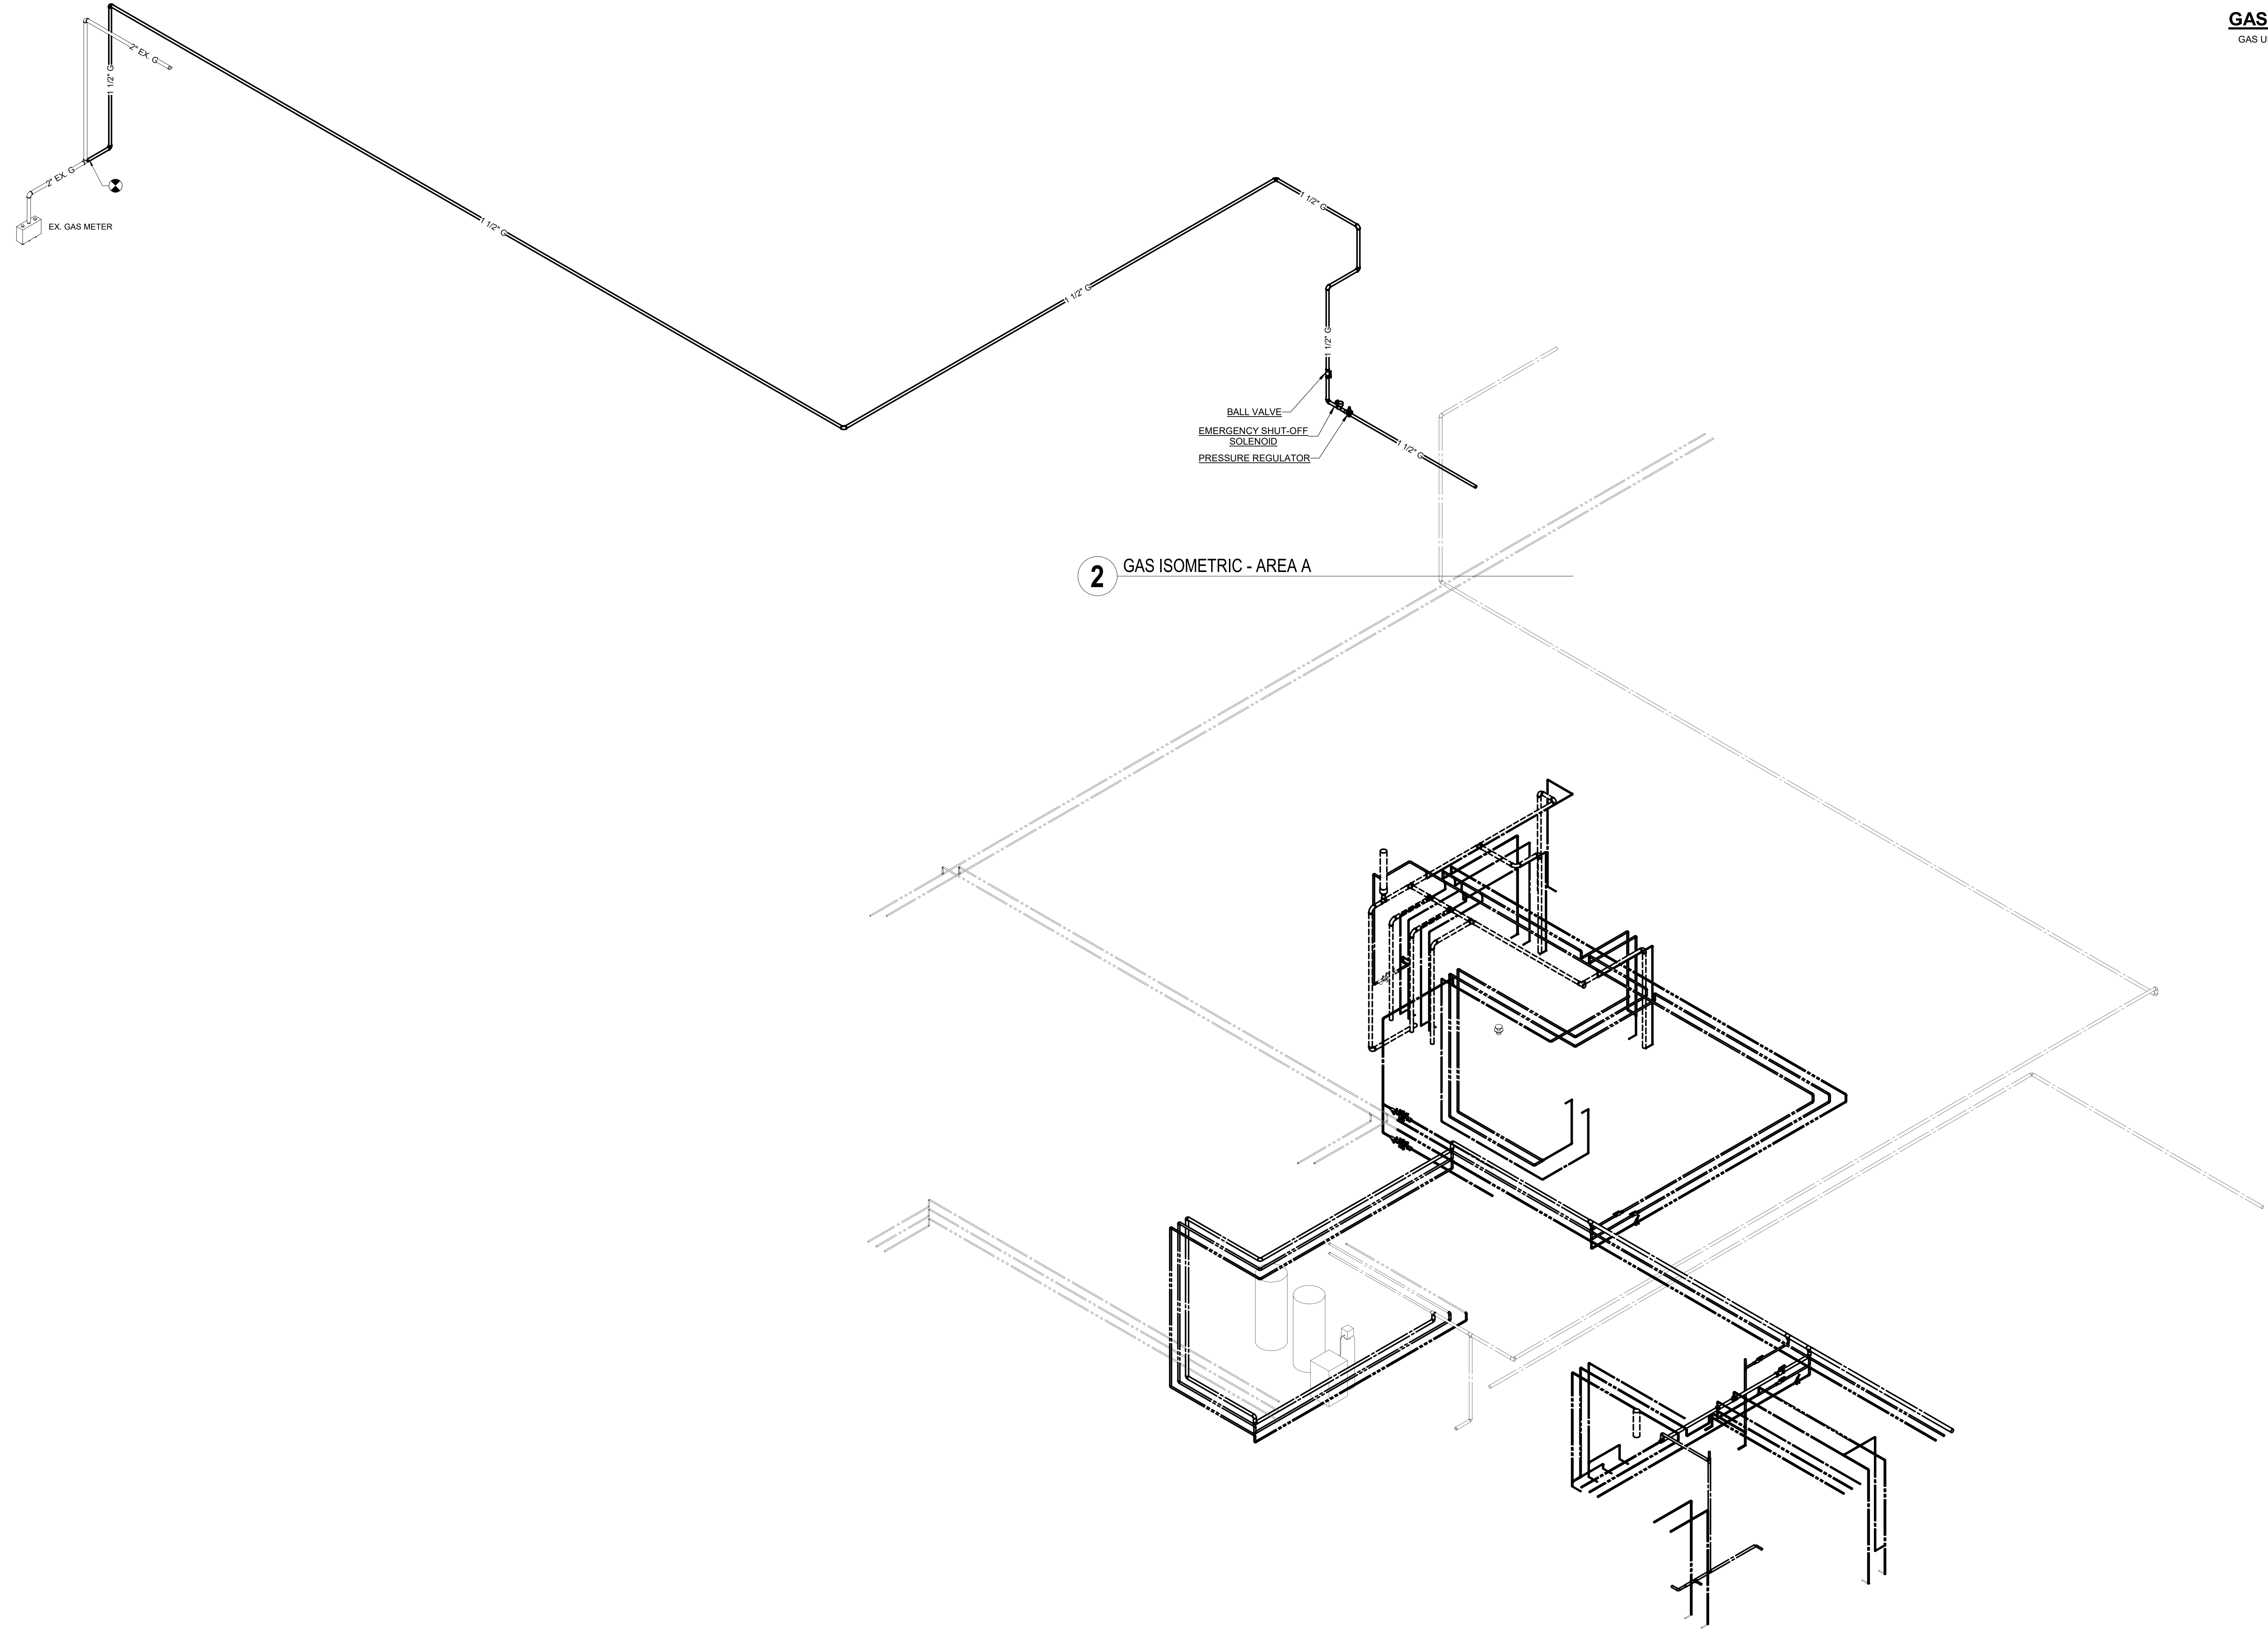 GAS
GAS U
2" EX. G
1 1/2" G
2" EX. G
EX. GAS METER
1 1/2" G
1 1/2" G
1 1/2" G
1 1/2" G
BALL VALVE
EMERGENCY SHUT-OFF
SOLENOID
PRESSURE REGULATOR
1 1/2" G
2 GAS ISOMETRIC - AREA A